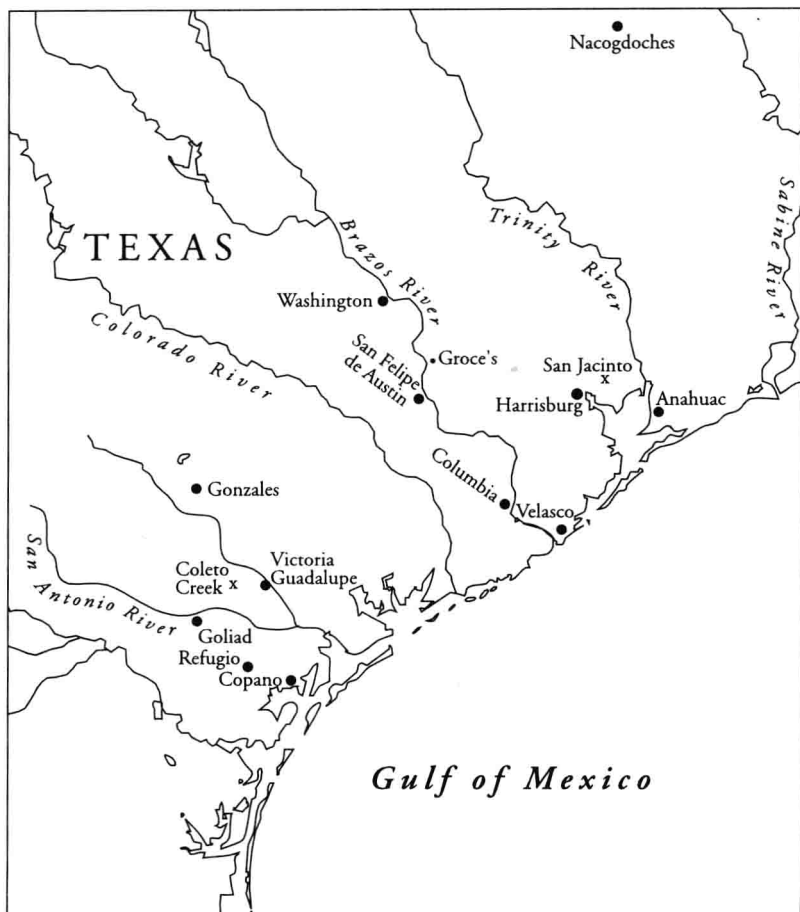 Nacogdoches
Sabine River
Trinity River
Brazos River
TEXAS
Washington
Colorado River
Groce's
San Felipe
de Austin
San Jacinto
x
Harrisburg
Anahuac
Columbia
Velasco
Gonzales
San Antonio River
Coleto
Creek x
Victoria
Guadalupe
Goliad
Refugio
Copano
Gulf of Mexico